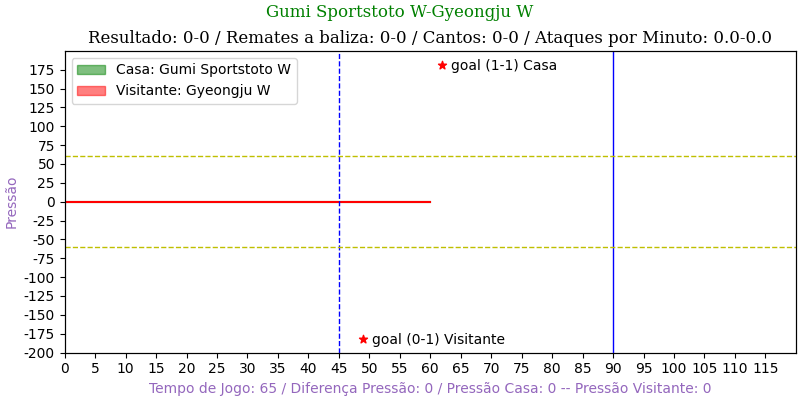 Gumi Sportstoto W-Gyeongju W
Resultado: 0-0 / Remates a baliza: 0-0 / Cantos: 0-0 / Ataques por Minuto: 0.0-0.0
Casa: Gumi Sportstoto W
Visitante: Gyeongju W
goal (1-1) Casa
goal (0-1) Visitante
Pressão
175
150
125
100
75
50
25
0
-25
-50
-75
-100
-125
-150
-175
-200
0 5 10 15 20 25 30 35 40 45 50 55 60 65 70 75 80 85 90 95 100 105 110 115
Tempo de Jogo: 65 / Diferença Pressão: 0 / Pressão Casa: 0 -- Pressão Visitante: 0